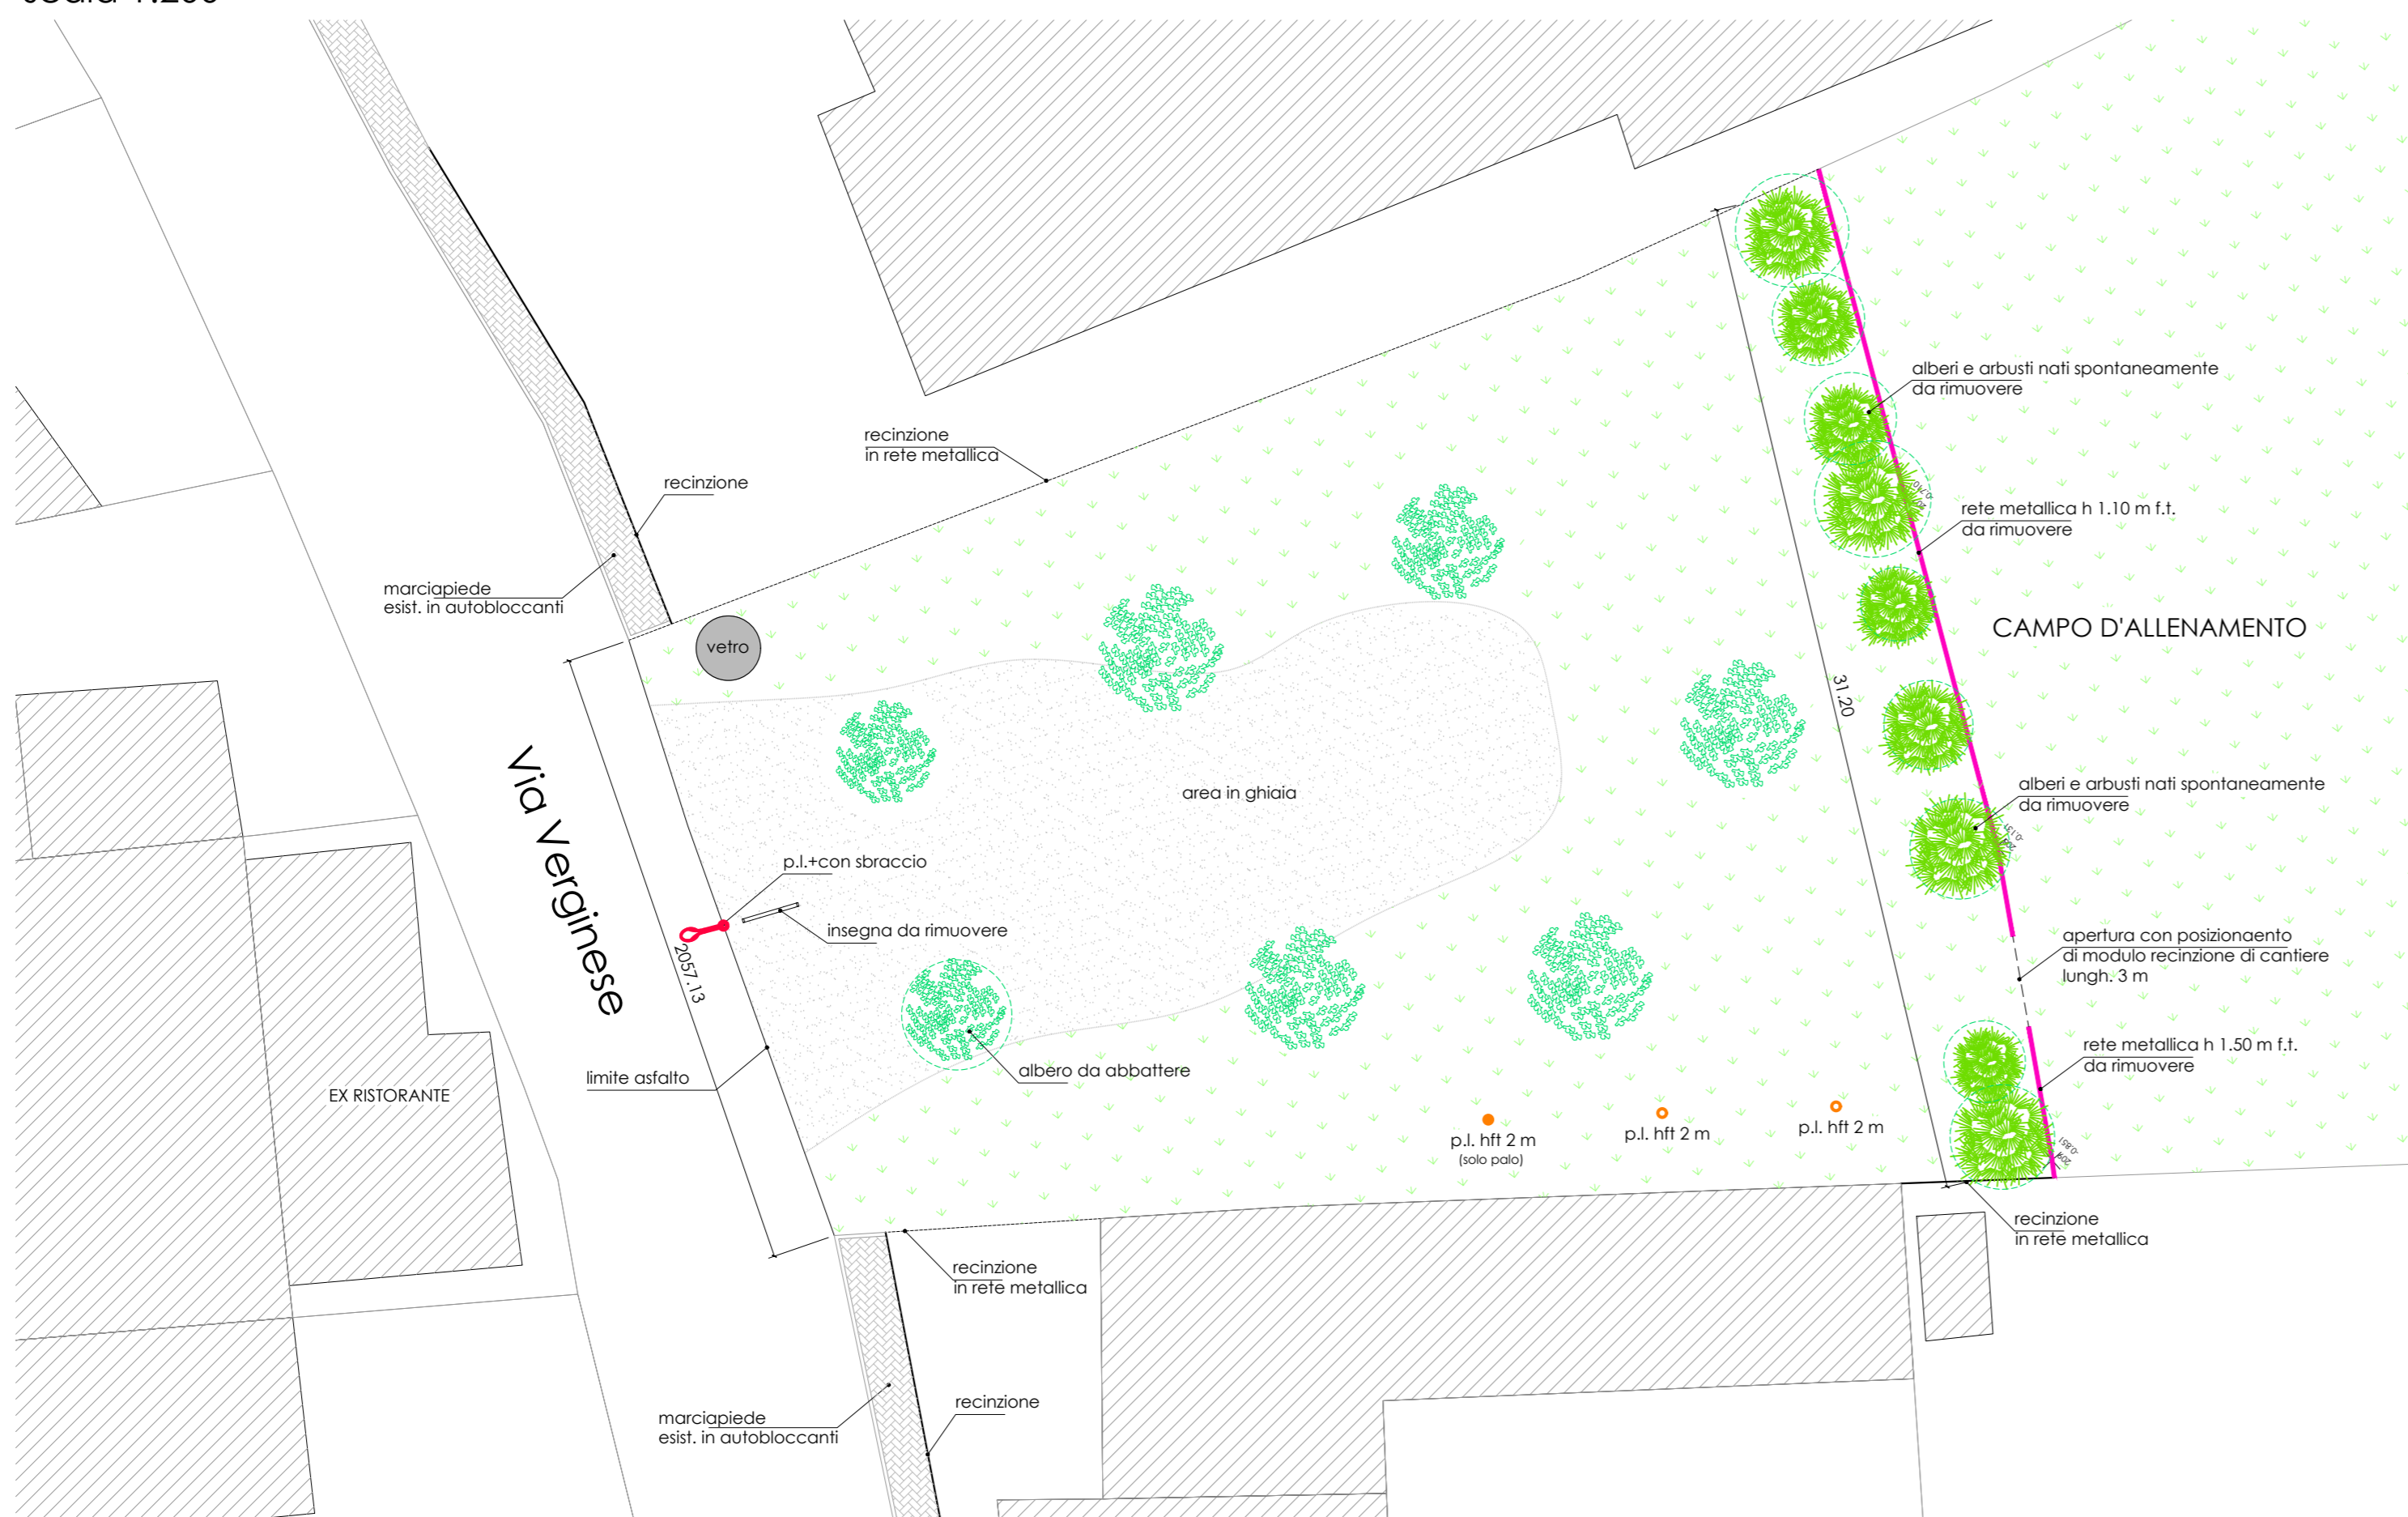 alberi e arbusti nati spontaneamente
da rimuovere
recinzione
in rete metallica
recinzione
rete metallica h 1.10 m f.t.
da rimuovere
marciapiede
esist. in autobloccanti
CAMPO D'ALLENAMENTO
vetro
31.20
Via Verginese
area in ghiaia
alberi e arbusti nati spontaneamente
da rimuovere
p.l.+con sbraccio
insegna da rimuovere
2057.13
apertura con posizionaento
di modulo recinzione di cantiere
lungh. 3 m
limite asfalto
albero da abbattere
rete metallica h 1.50 m f.t.
da rimuovere
EX RISTORANTE
p.l. hft 2 m
(solo palo)
p.l. hft 2 m
p.l. hft 2 m
recinzione
in rete metallica
recinzione
in rete metallica
marciapiede
esist. in autobloccanti
recinzione